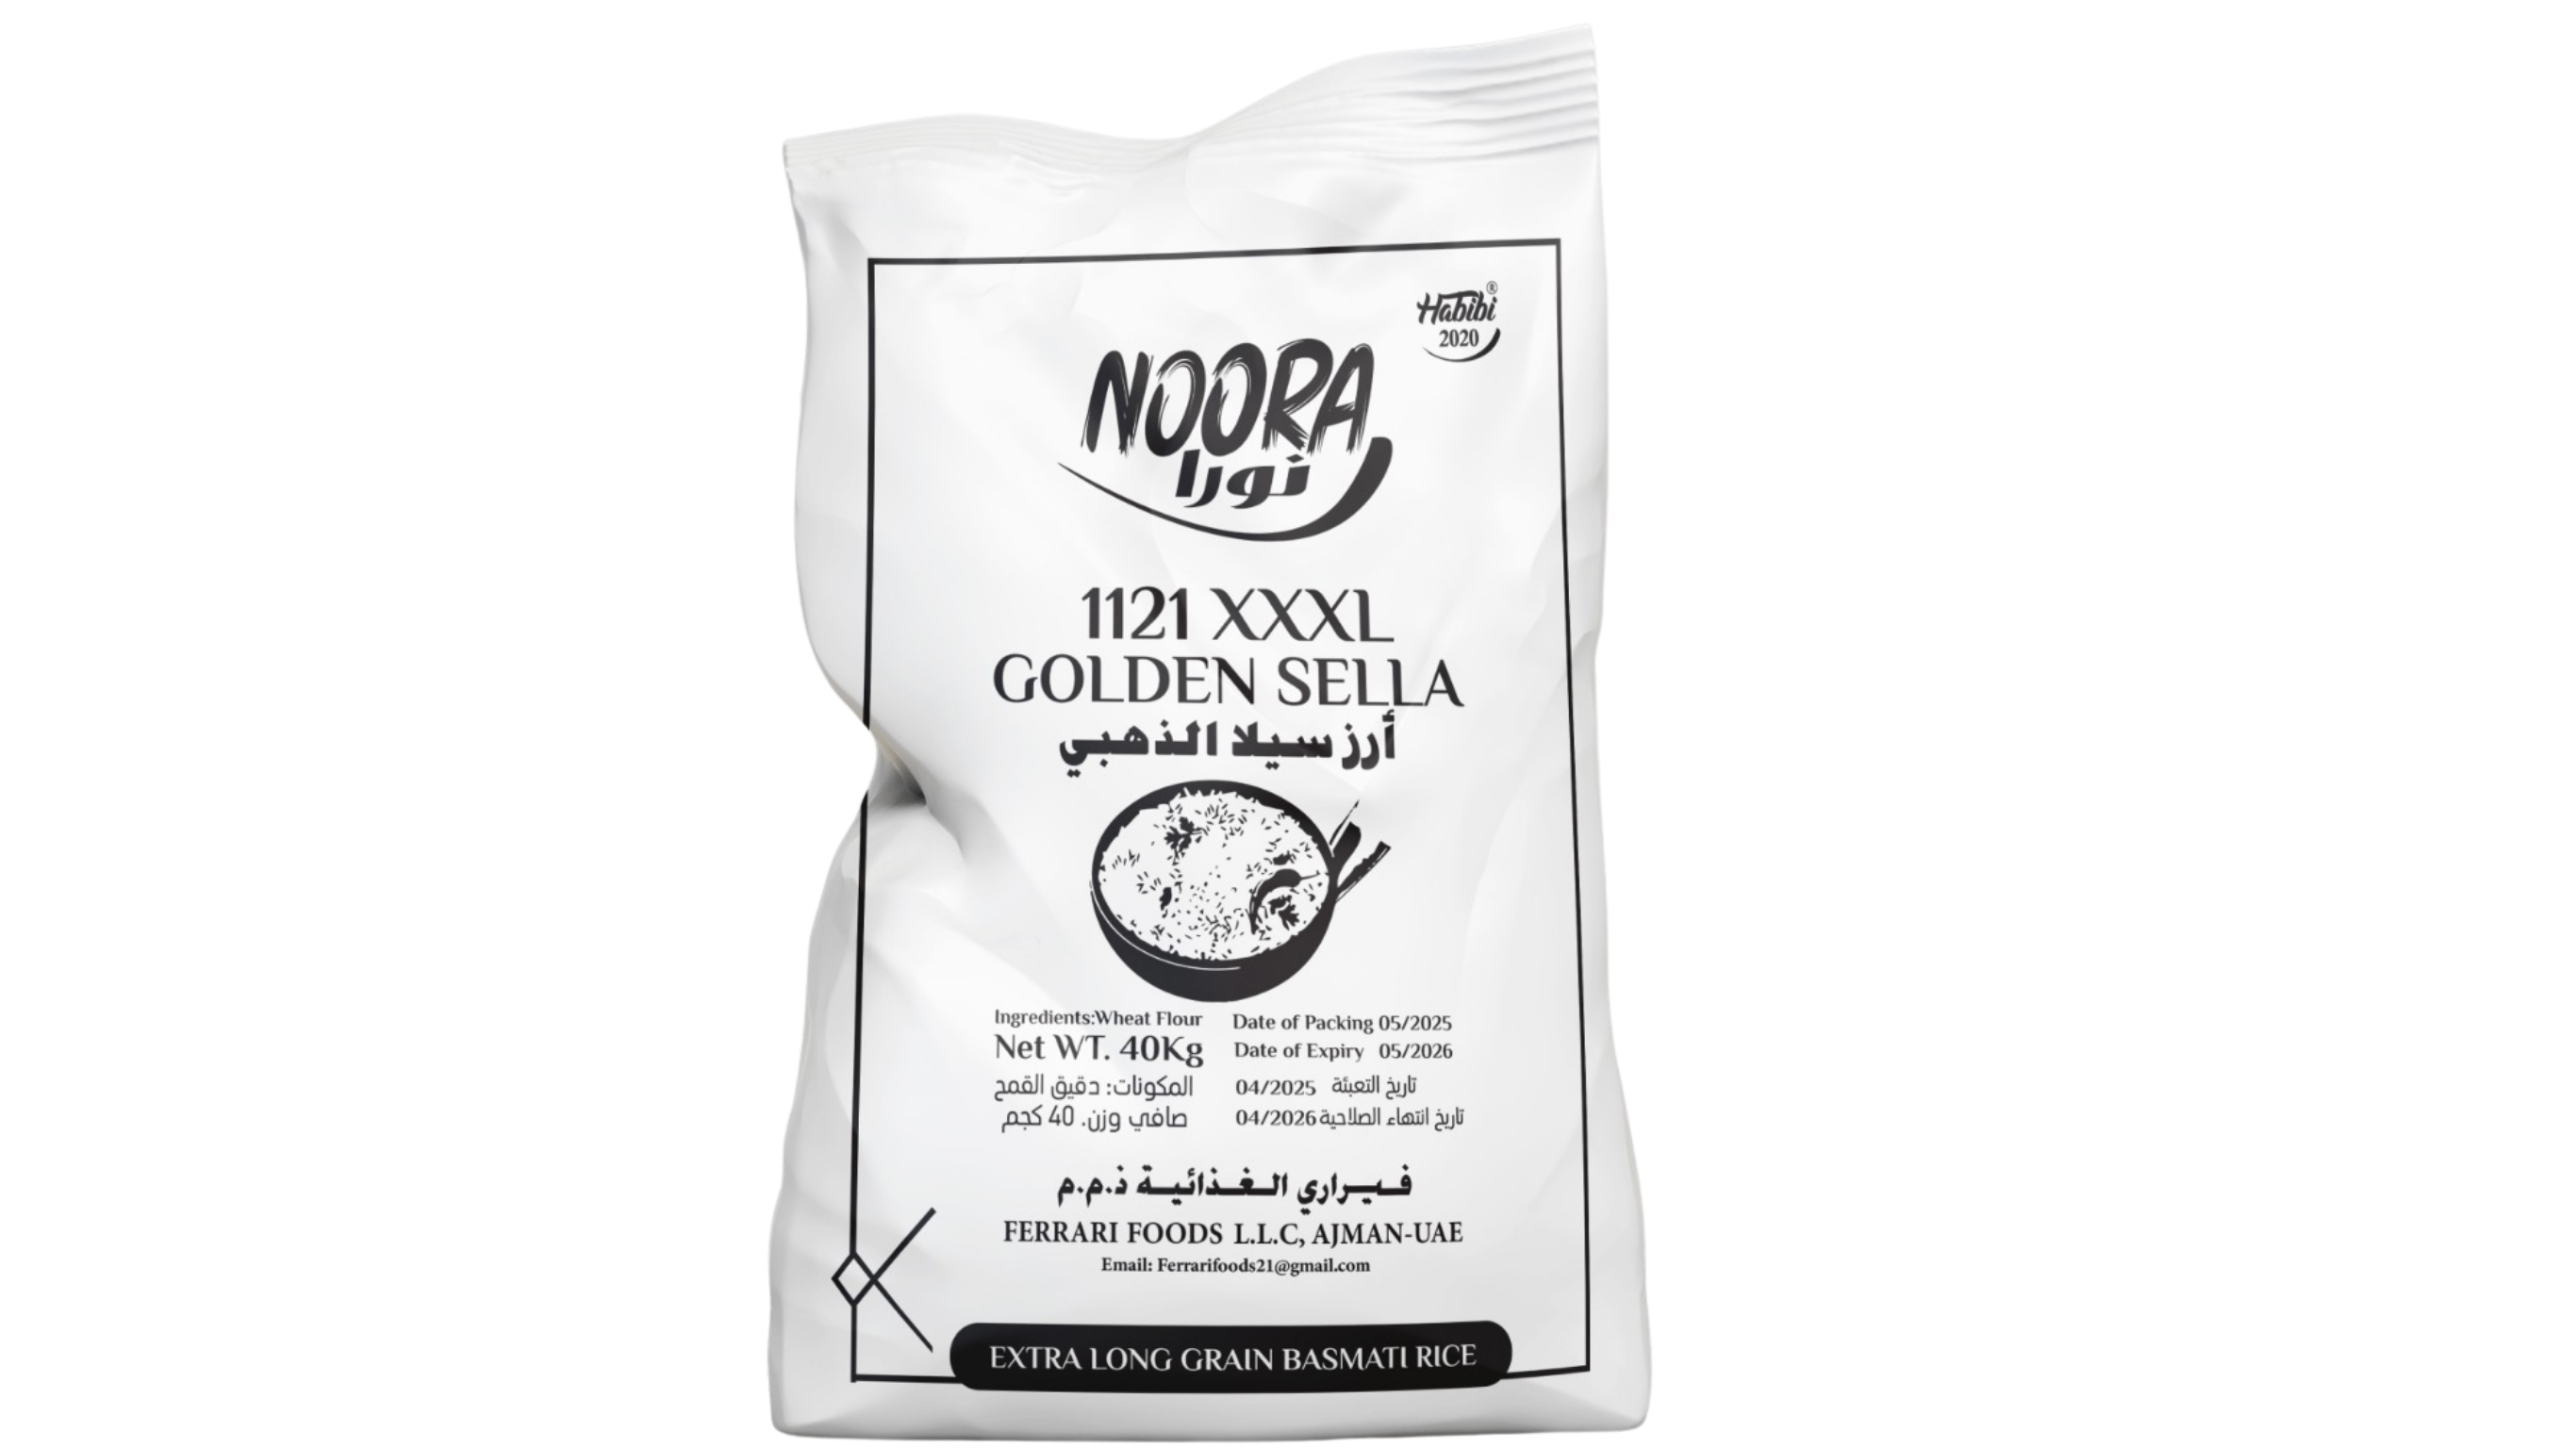 Habibi®
2020
NOORA
نورا
1121 XXXL
GOLDEN SELLA
أرز سيلا الذهبي
Ingredients:Wheat Flour
Net WT. 40Kg
المكونات: دقيق القمح
صافي وزن. 40 كجم
Date of Packing 05/2025
Date of Expiry 05/2026
تاريخ التعبئة 04/2025
تاريخ انتهاء الصلاحية 04/2026
فيراري الغذائية ذ.م.م
FERRARI FOODS L.L.C, AJMAN-UAE
Email: Ferrarifoods21@gmail.com
EXTRA LONG GRAIN BASMATI RICE